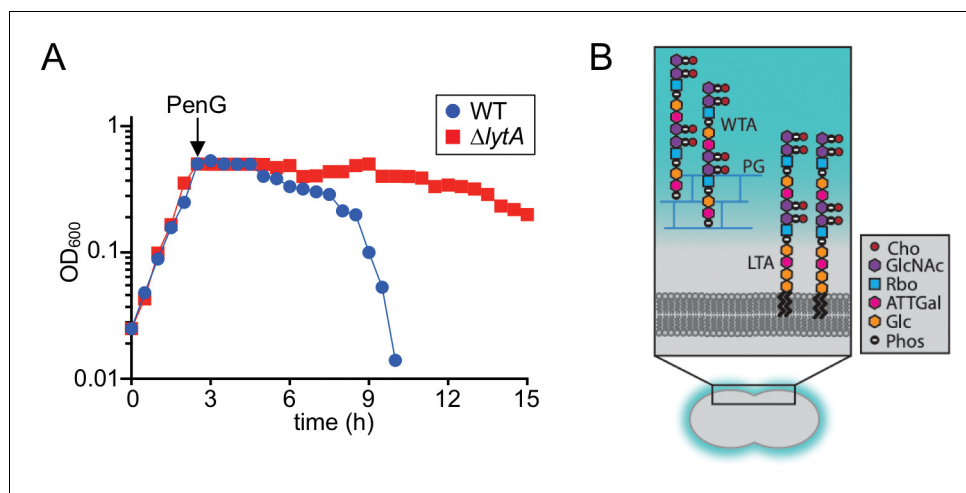 A
PenG
WT
ΔlytA
1
0.1
0.01
OD600
0 3 6 9 12 15
time (h)
B
WTA
PG
LTA
Cho
GlcNAc
Rbo
ATTGal
Glc
Phos